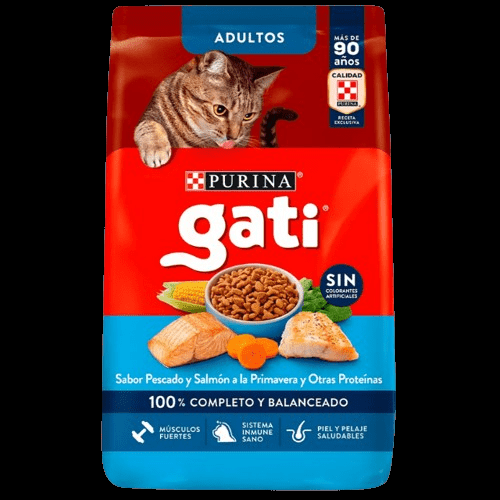 ADULTOS
MÁS DE
90
años
CALIDAD
PURINA
RECETA
EXCLUSIVA
PURINA®
gati®
SIN
COLORANTES
ARTIFICIALES
Sabor Pescado y Salmón a la Primavera y Otras Proteínas
100% COMPLETO Y BALANCEADO
MÚSCULOS
FUERTES
SISTEMA
INMUNE
SANO
PIEL Y PELAJE
SALUDABLES